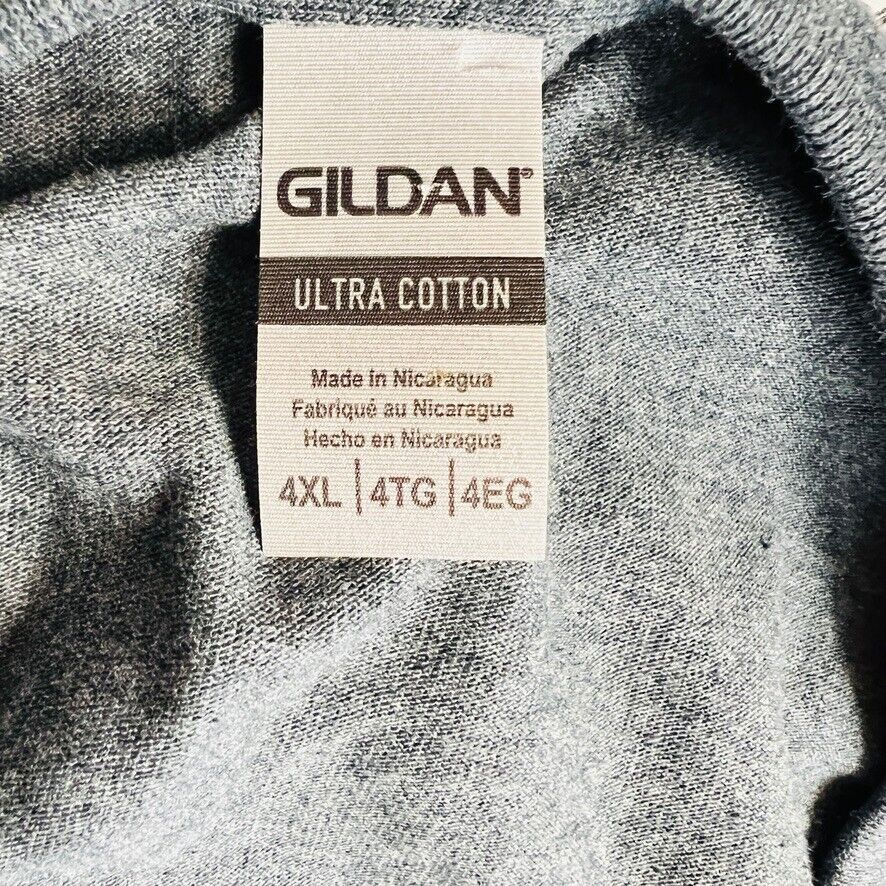 GILDAN®
ULTRA COTTON
Made in Nicaragua
Fabriqué au Nicaragua
Hecho en Nicaragua
4XL | 4TG | 4EG